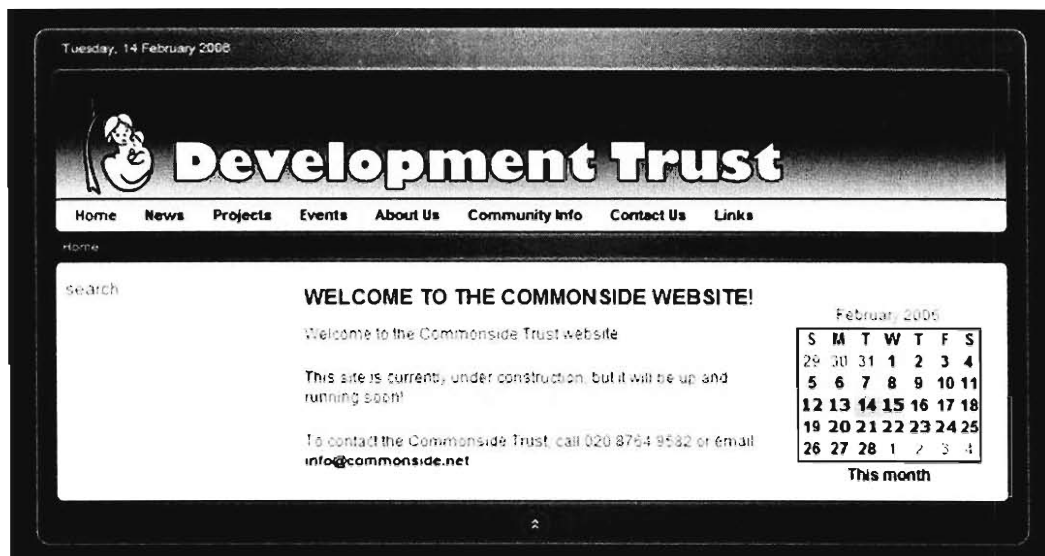 Tuesday, 14 February 2006
Development Trust
Home News Projects Events About Us Community Info Contact Us Links
Home
search
WELCOME TO THE COMMONSIDE WEBSITE!
Welcome to the Commonside Trust website
This site is currently under construction, but it will be up and
running soon!
To contact the Commonside Trust, call 020 8764 9582 or email
info@commonside.net
February 2006
S M T W T F S
29 30 31 1 2 3 4
5 6 7 8 9 10 11
12 13 14 15 16 17 18
19 20 21 22 23 24 25
26 27 28 1 2 3 4
This month